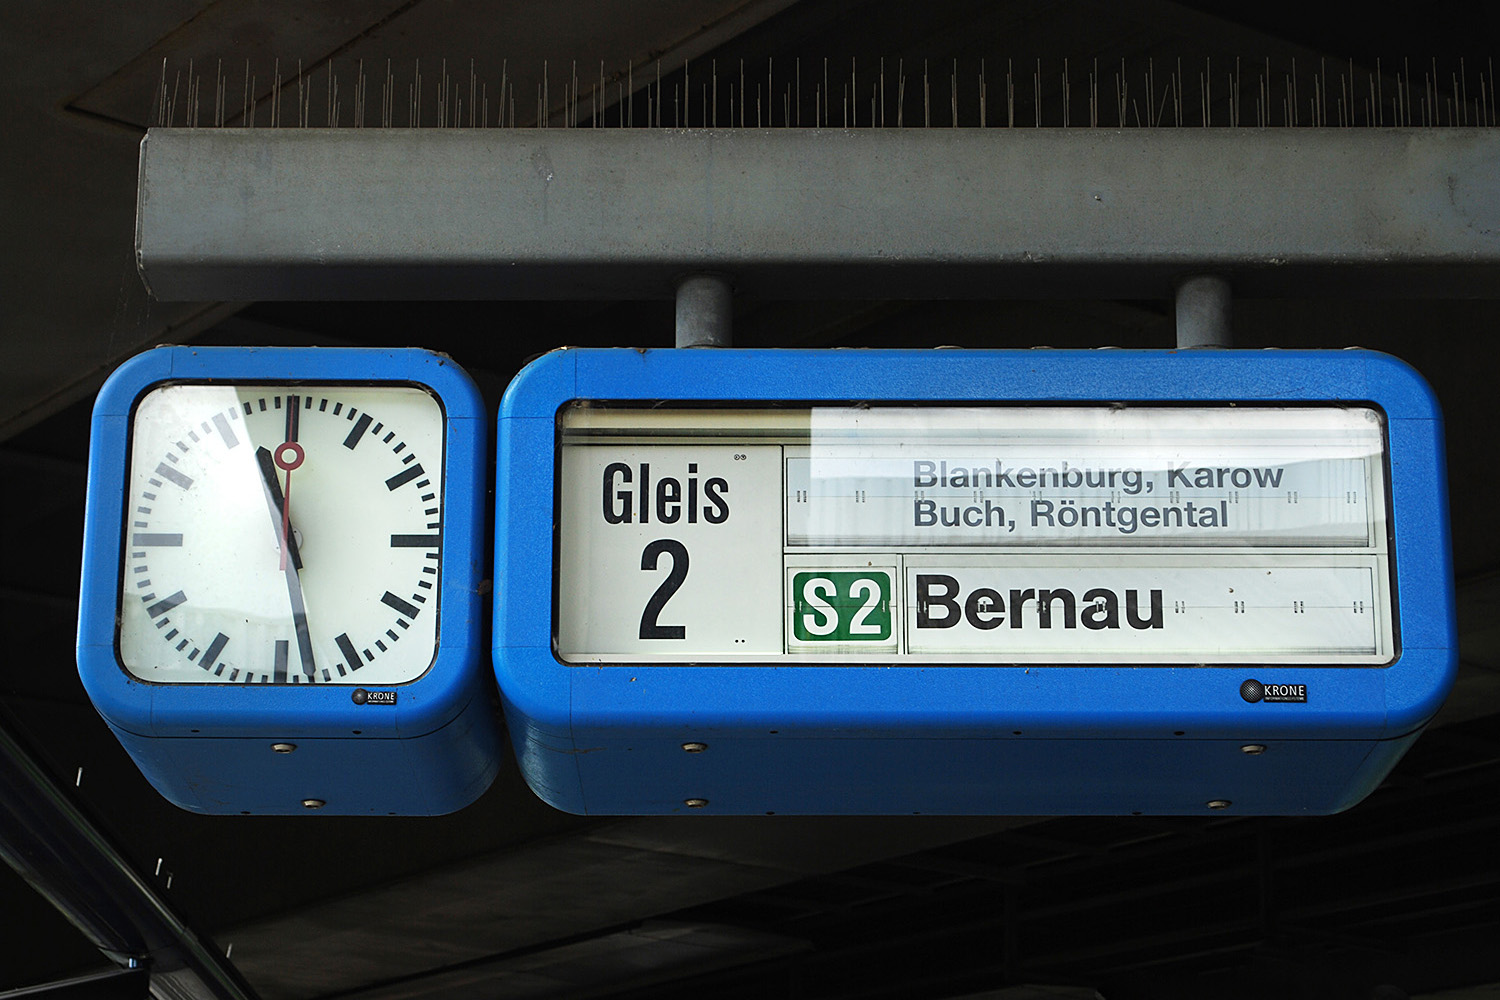 Gleis
2
Blankenburg, Karow
Buch, Röntgental
S2
Bernau
KRONE
KRONE